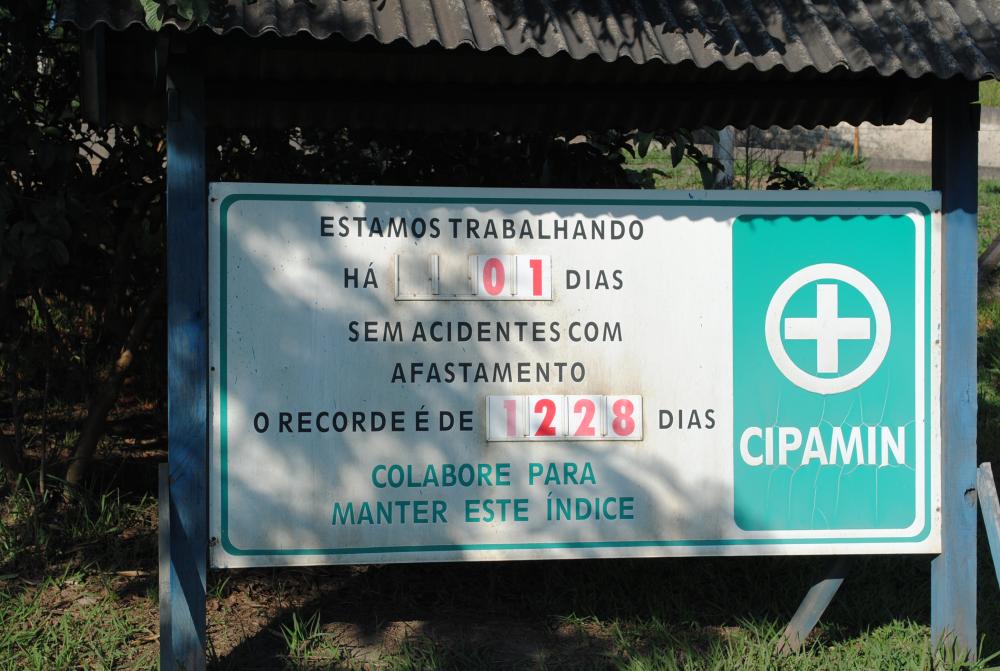 ESTAMOS TRABALHANDO
HÁ 01 DIAS
SEM ACIDENTES COM
AFASTAMENTO
O RECORDE É DE 1228 DIAS
COLABORE PARA
MANTER ESTE ÍNDICE
CIPAMIN